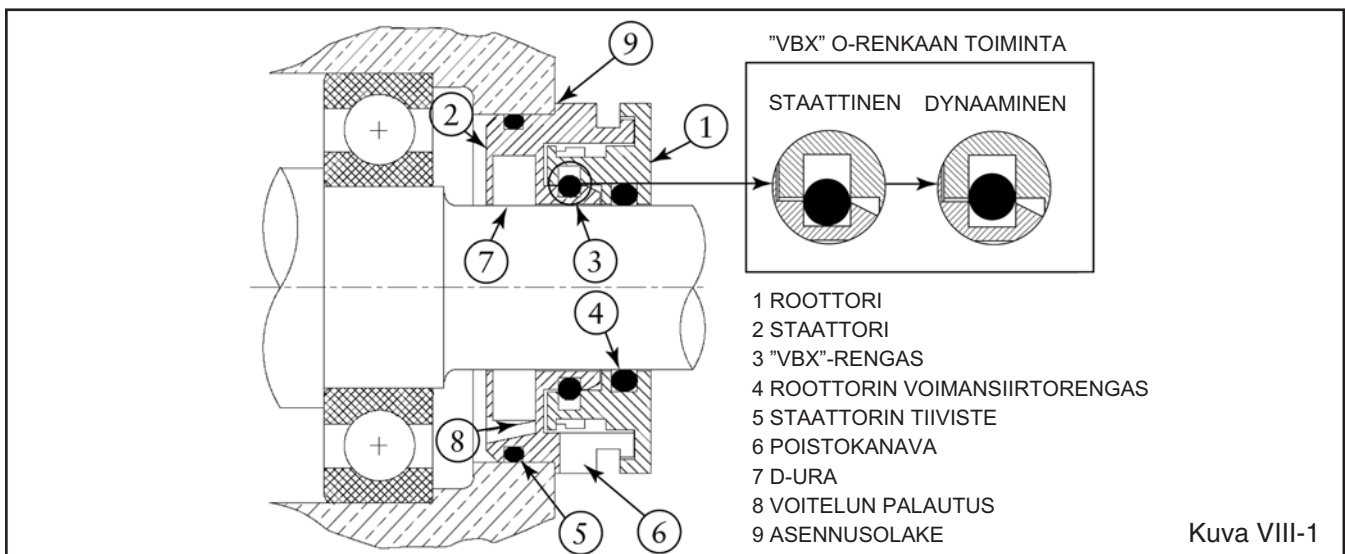 "VBX" O-RENKAAN TOIMINTA
STAATTINEN DYNAAMINEN
9
2
1
7
3
4
8
5
6
1 ROOTTORI
2 STAATTORI
3 "VBX"-RENGAS
4 ROOTTORIN VOIMANSIIRTORENGAS
5 STAATTORIN TIIVISTE
6 POISTOKANAVA
7 D-URA
8 VOITELUN PALAUTUS
9 ASENNUSOLAKE
Kuva VIII-1